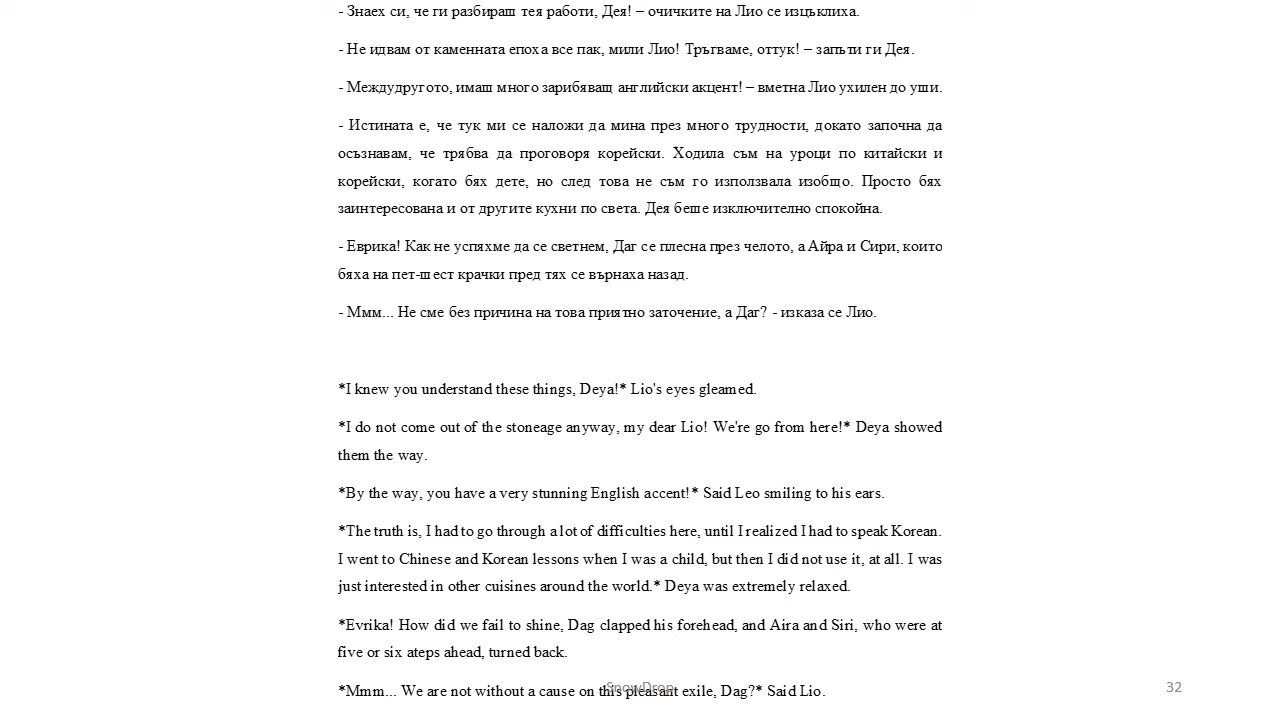 - Знаех си, че ги разбираш тея работи, Дея! – очичките на Лио се изцъклиха.
- Не идвам от каменната епоха все пак, мили Лио! Тръгваме, оттук! – запъти ги Дея.
- Междудругото, имаш много зарибяващ английски акцент! – вметна Лио ухилен до уши.
- Истината е, че тук ми се наложи да мина през много трудности, докато започна да
осъзнавам, че трябва да проговоря корейски. Ходила съм на уроци по китайски и
корейски, когато бях дете, но след това не съм го използвала изобщо. Просто бях
заинтересована и от другите кухни по света. Дея беше изключително спокойна.
- Еврика! Как не успяхме да се светнем, Даг се плесна през челото, а Айра и Сири, които
бяха на пет-шест крачки пред тях се върнаха назад.
- Ммм... Не сме без причина на това приятно заточение, а Даг? - изказа се Лио.
*I knew you understand these things, Deya!* Lio's eyes gleamed.
*I do not come out of the stoneage anyway, my dear Lio! We're go from here!* Deya showed
them the way.
*By the way, you have a very stunning English accent!* Said Leo smiling to his ears.
*The truth is, I had to go through a lot of difficulties here, until I realized I had to speak Korean.
I went to Chinese and Korean lessons when I was a child, but then I did not use it, at all. I was
just interested in other cuisines around the world.* Deya was extremely relaxed.
*Evrika! How did we fail to shine, Dag clapped his forehead, and Aira and Siri, who were at
five or six ateps ahead, turned back.
*Mmm... We are not without a cause on this pleasant exile, Dag?* Said Lio.
SnowDrop
32